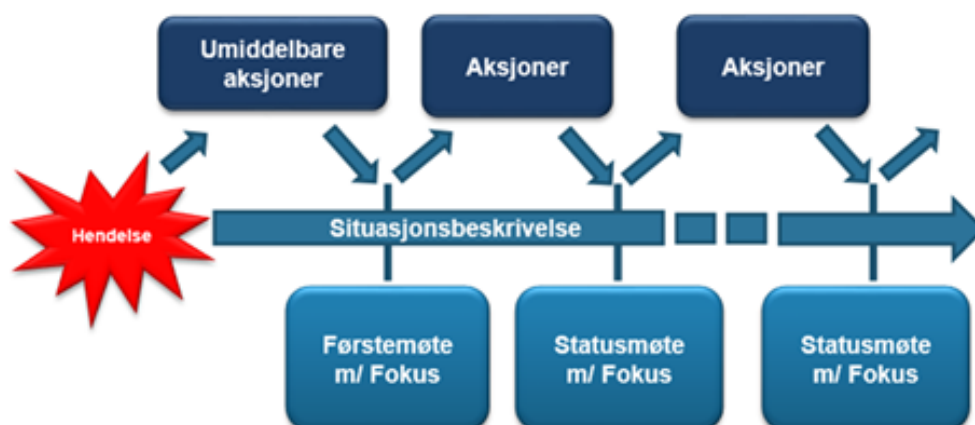 Umiddelbare
aksjoner
Aksjoner
Aksjoner
Hendelse
Situasjonsbeskrivelse
Førstemøte
m/ Fokus
Statusmøte
m/ Fokus
Statusmøte
m/ Fokus